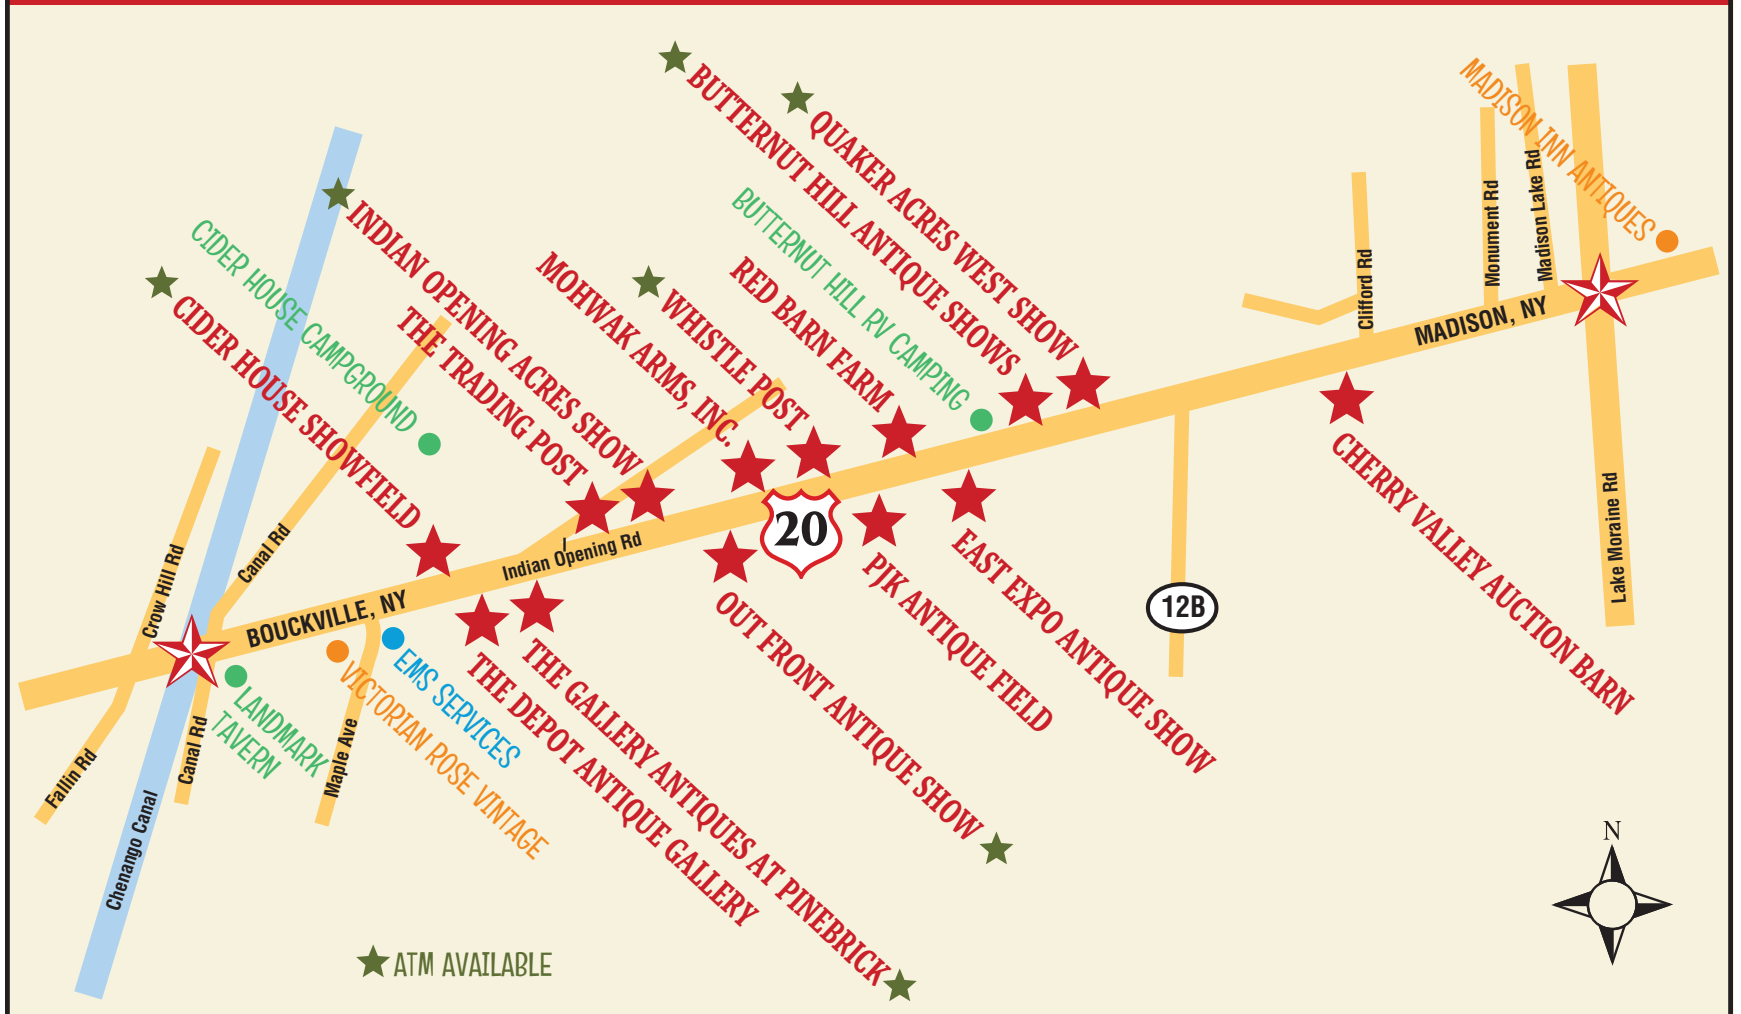 BUTTERNUT HILL ANTIQUE SHOWS
QUAKER ACRES WEST SHOW
MADISON INN ANTIQUES
BUTTERNUT HILL RV CAMPING
INDIAN OPENING ACRES SHOW
CIDER HOUSE CAMPGROUND
CIDER HOUSE SHOWFIELD
THE TRADING POST
MOHWAK ARMS, INC.
WHISTLE POST
RED BARN FARM
Clifford Rd
Monument Rd
Madison Lake Rd
MADISON, NY
CHERRY VALLEY AUCTION BARN
Lake Moraine Rd
20
12B
Indian Opening Rd
Canal Rd
Crow Hill Rd
BOUCKVILLE, NY
EAST EXPO ANTIQUE SHOW
PJK ANTIQUE FIELD
OUT FRONT ANTIQUE SHOW
THE GALLERY ANTIQUES AT PINEBRICK
THE DEPOT ANTIQUE GALLERY
EMS SERVICES
VICTORIAN ROSE VINTAGE
LANDMARK
TAVERN
Maple Ave
Canal Rd
Fallin Rd
Chenango Canal
ATM AVAILABLE
N